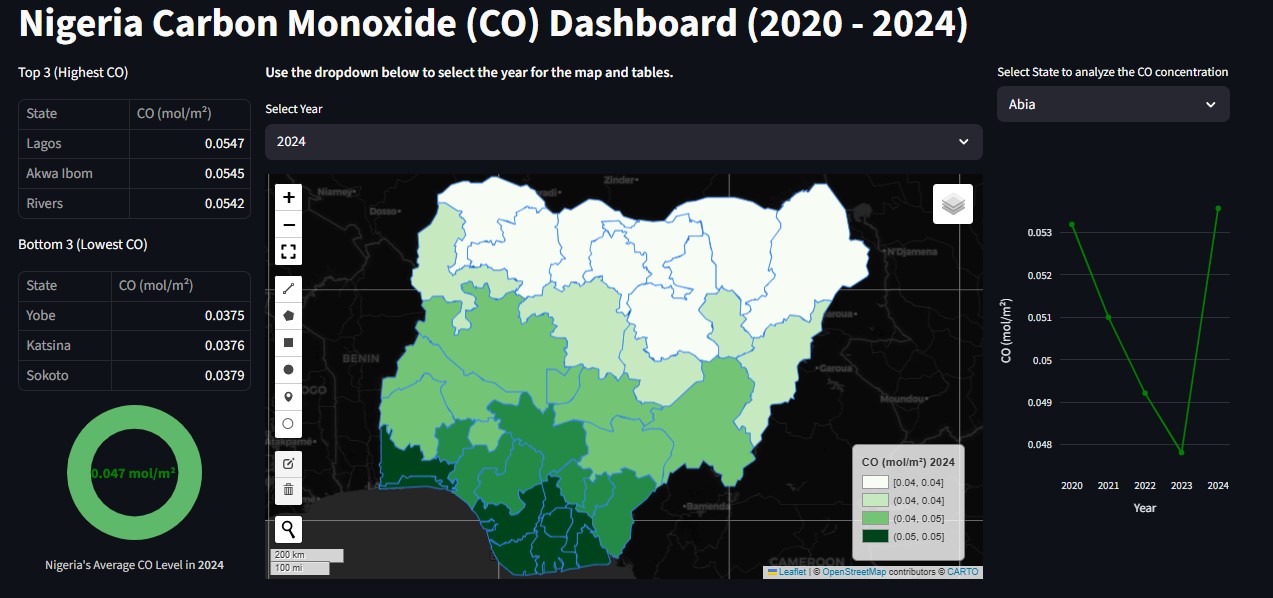 Nigeria Carbon Monoxide (CO) Dashboard (2020 - 2024)
Top 3 (Highest CO)
State CO (mol/m²)
Lagos 0.0547
Akwa Ibom 0.0545
Rivers 0.0542
Bottom 3 (Lowest CO)
State CO (mol/m²)
Yobe 0.0375
Katsina 0.0376
Sokoto 0.0379
0.047 mol/m²
Nigeria's Average CO Level in 2024
Use the dropdown below to select the year for the map and tables.
Select Year
2024
+
−
Niamey
Dosso
Zinder
N'Djamena
BENIN
Garoua
Moundou
Bamenda
CAMEROON
200 km
100 mi
CO (mol/m²) 2024
[0.04, 0.04]
(0.04, 0.04]
(0.04, 0.05]
(0.05, 0.05]
Leaflet | © OpenStreetMap contributors © CARTO
Select State to analyze the CO concentration
Abia
CO (mol/m²)
0.053
0.052
0.051
0.05
0.049
0.048
2020 2021 2022 2023 2024
Year